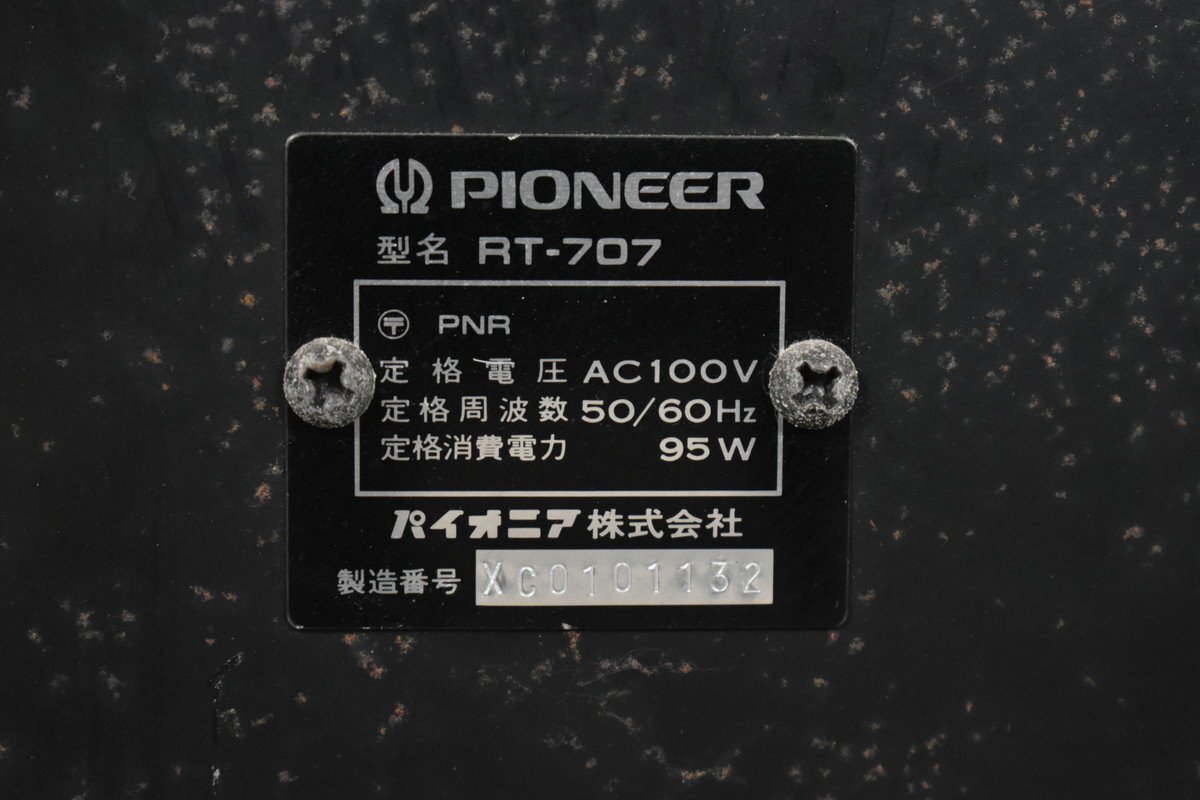 PIONEER
型名 RT-707
〶 PNR
定格電圧 AC100V
定格周波数 50/60Hz
定格消費電力 95W
パイオニア株式会社
製造番号 XC0101132